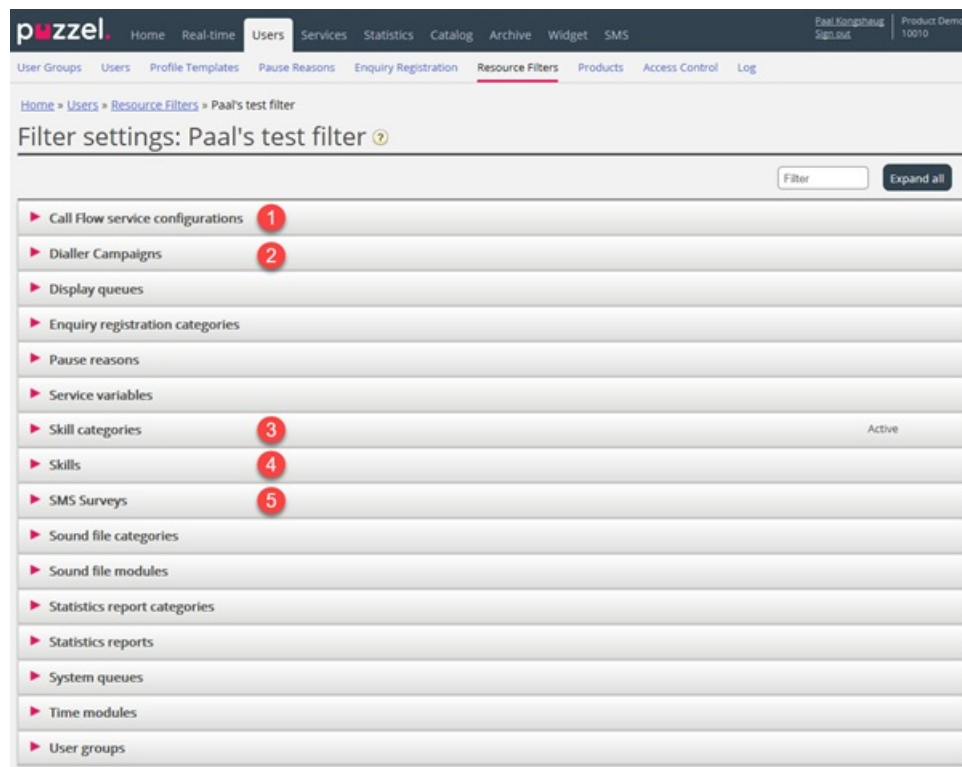 puzzel. Home Real-time Users Services Statistics Catalog Archive Widget SMS Paal Kongshaug Product Demo
Sign out 10010
User Groups Users Profile Templates Pause Reasons Enquiry Registration Resource Filters Products Access Control Log
Home » Users » Resource Filters » Paal's test filter
Filter settings: Paal's test filter ?
Filter Expand all
Call Flow service configurations 1
Dialler Campaigns 2
Display queues
Enquiry registration categories
Pause reasons
Service variables
Skill categories 3 Active
Skills 4
SMS Surveys 5
Sound file categories
Sound file modules
Statistics report categories
Statistics reports
System queues
Time modules
User groups